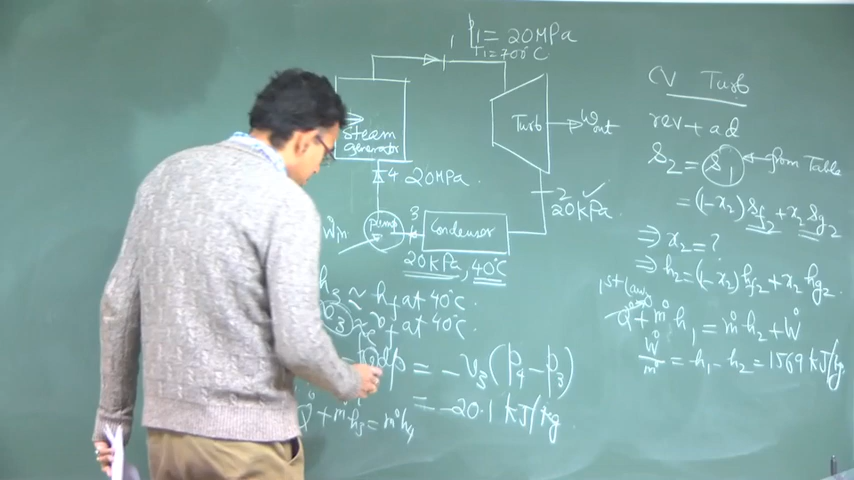 1 p1 = 20MPa
T1 = 700°C
steam
generator
Turb
Wout
4 20MPa.
2
20kPa.
Win
pump
3
Condensor
20kPa, 40°C
h3 ≈ hf at 40°C.
v3 ≈ vf at 40°C.
dp = -v3(p4-p3)
= -20.1 kJ/kg
Q + ṁh3 = ṁh4
CV Turb
rev + ad
s2 = s1 from Table
= (1-x2) sf2 + x2 sg2
⇒ x2 = ?
⇒ h2 = (1-x2)hf2 + x2 hg2
1st law
Q̇ + ṁh1 = ṁh2 + Ẇ
Ẇ/ṁ = h1 - h2 = 1569 kJ/kg.